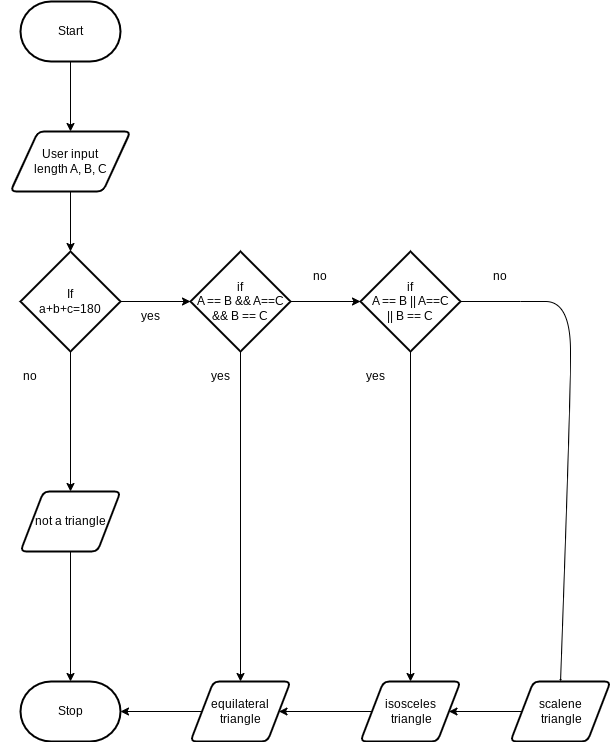 Start
User input
length A, B, C
If
a+b+c=180
yes
no
if
A == B && A==C
&& B == C
no
yes
if
A == B || A==C
|| B == C
no
yes
not a triangle
Stop
equilateral
triangle
isosceles
triangle
scalene
triangle